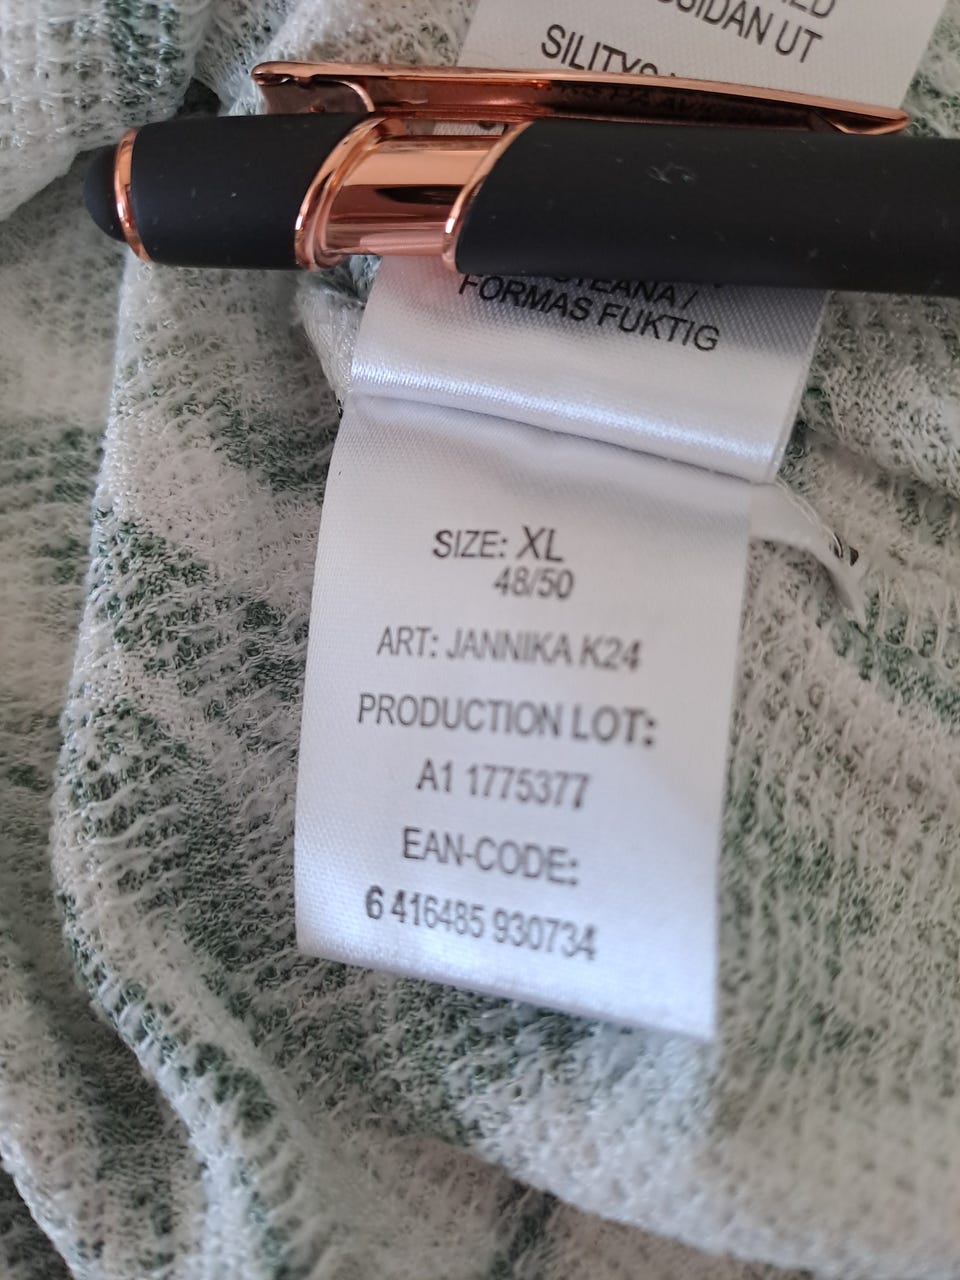 UT
SILITYS
FORMAS FUKTIG
SIZE: XL
48/50
ART: JANNIKA K24
PRODUCTION LOT:
A1 1775377
EAN-CODE:
6 416485 930734